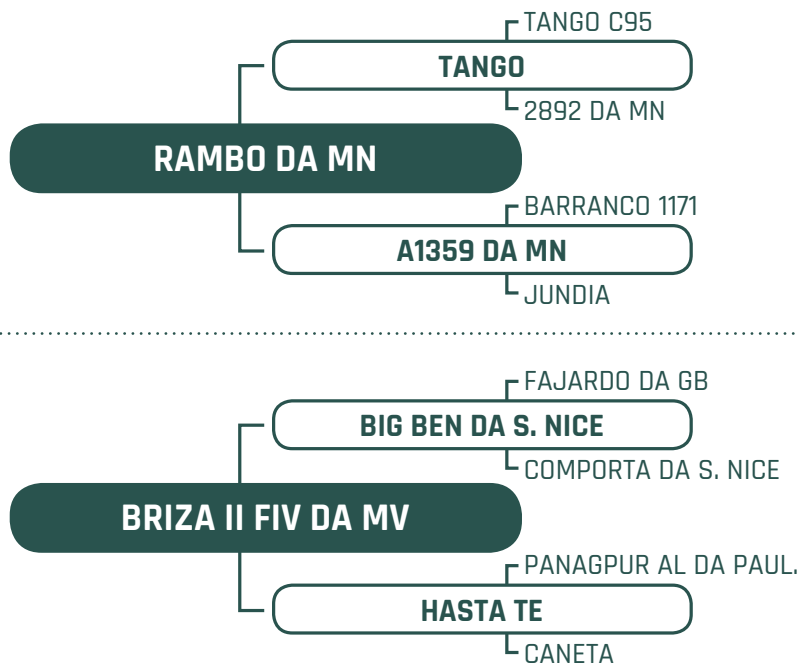 TANGO C95
TANGO
2892 DA MN
RAMBO DA MN
BARRANCO 1171
A1359 DA MN
JUNDIA
FAJARDO DA GB
BIG BEN DA S. NICE
COMPORTA DA S. NICE
BRIZA II FIV DA MV
PANAGPUR AL DA PAUL.
HASTA TE
CANETA